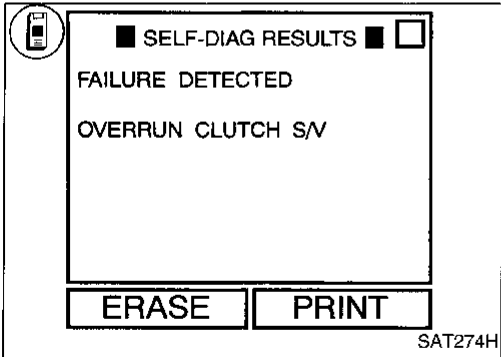 ■ SELF-DIAG RESULTS ■ □
FAILURE DETECTED
OVERRUN CLUTCH S/V
ERASE PRINT
SAT274H